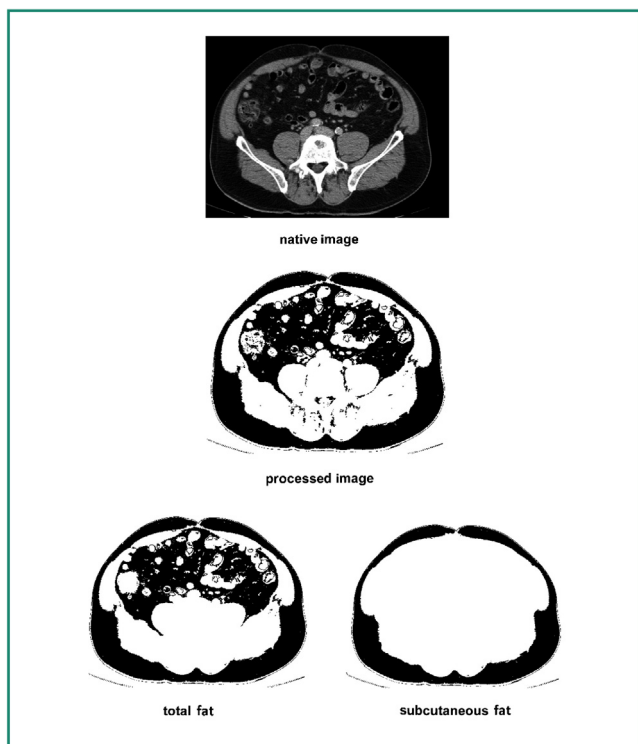 native image
processed image
total fat
subcutaneous fat